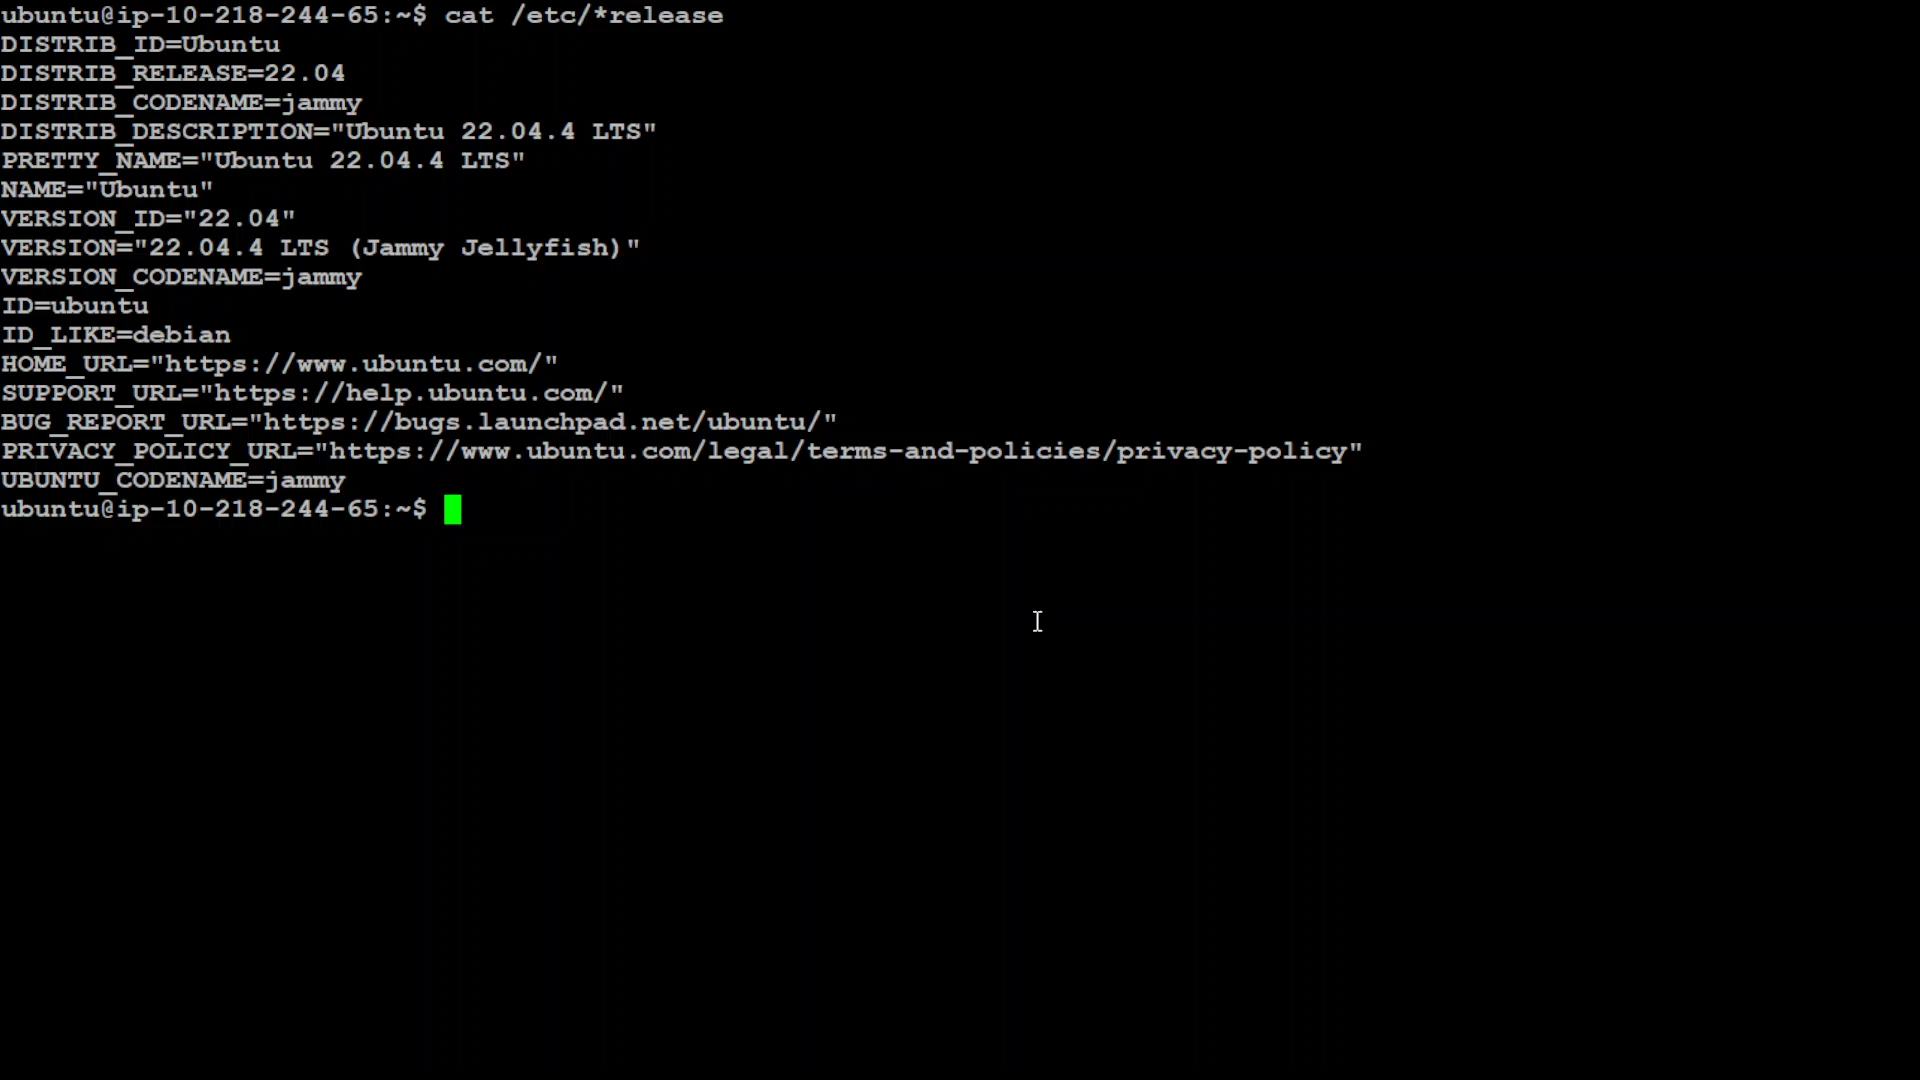 ubuntu@ip-10-218-244-65:~$ cat /etc/*release
DISTRIB_ID=Ubuntu
DISTRIB_RELEASE=22.04
DISTRIB_CODENAME=jammy
DISTRIB_DESCRIPTION="Ubuntu 22.04.4 LTS"
PRETTY_NAME="Ubuntu 22.04.4 LTS"
NAME="Ubuntu"
VERSION_ID="22.04"
VERSION="22.04.4 LTS (Jammy Jellyfish)"
VERSION_CODENAME=jammy
ID=ubuntu
ID_LIKE=debian
HOME_URL="https://www.ubuntu.com/"
SUPPORT_URL="https://help.ubuntu.com/"
BUG_REPORT_URL="https://bugs.launchpad.net/ubuntu/"
PRIVACY_POLICY_URL="https://www.ubuntu.com/legal/terms-and-policies/privacy-policy"
UBUNTU_CODENAME=jammy
ubuntu@ip-10-218-244-65:~$